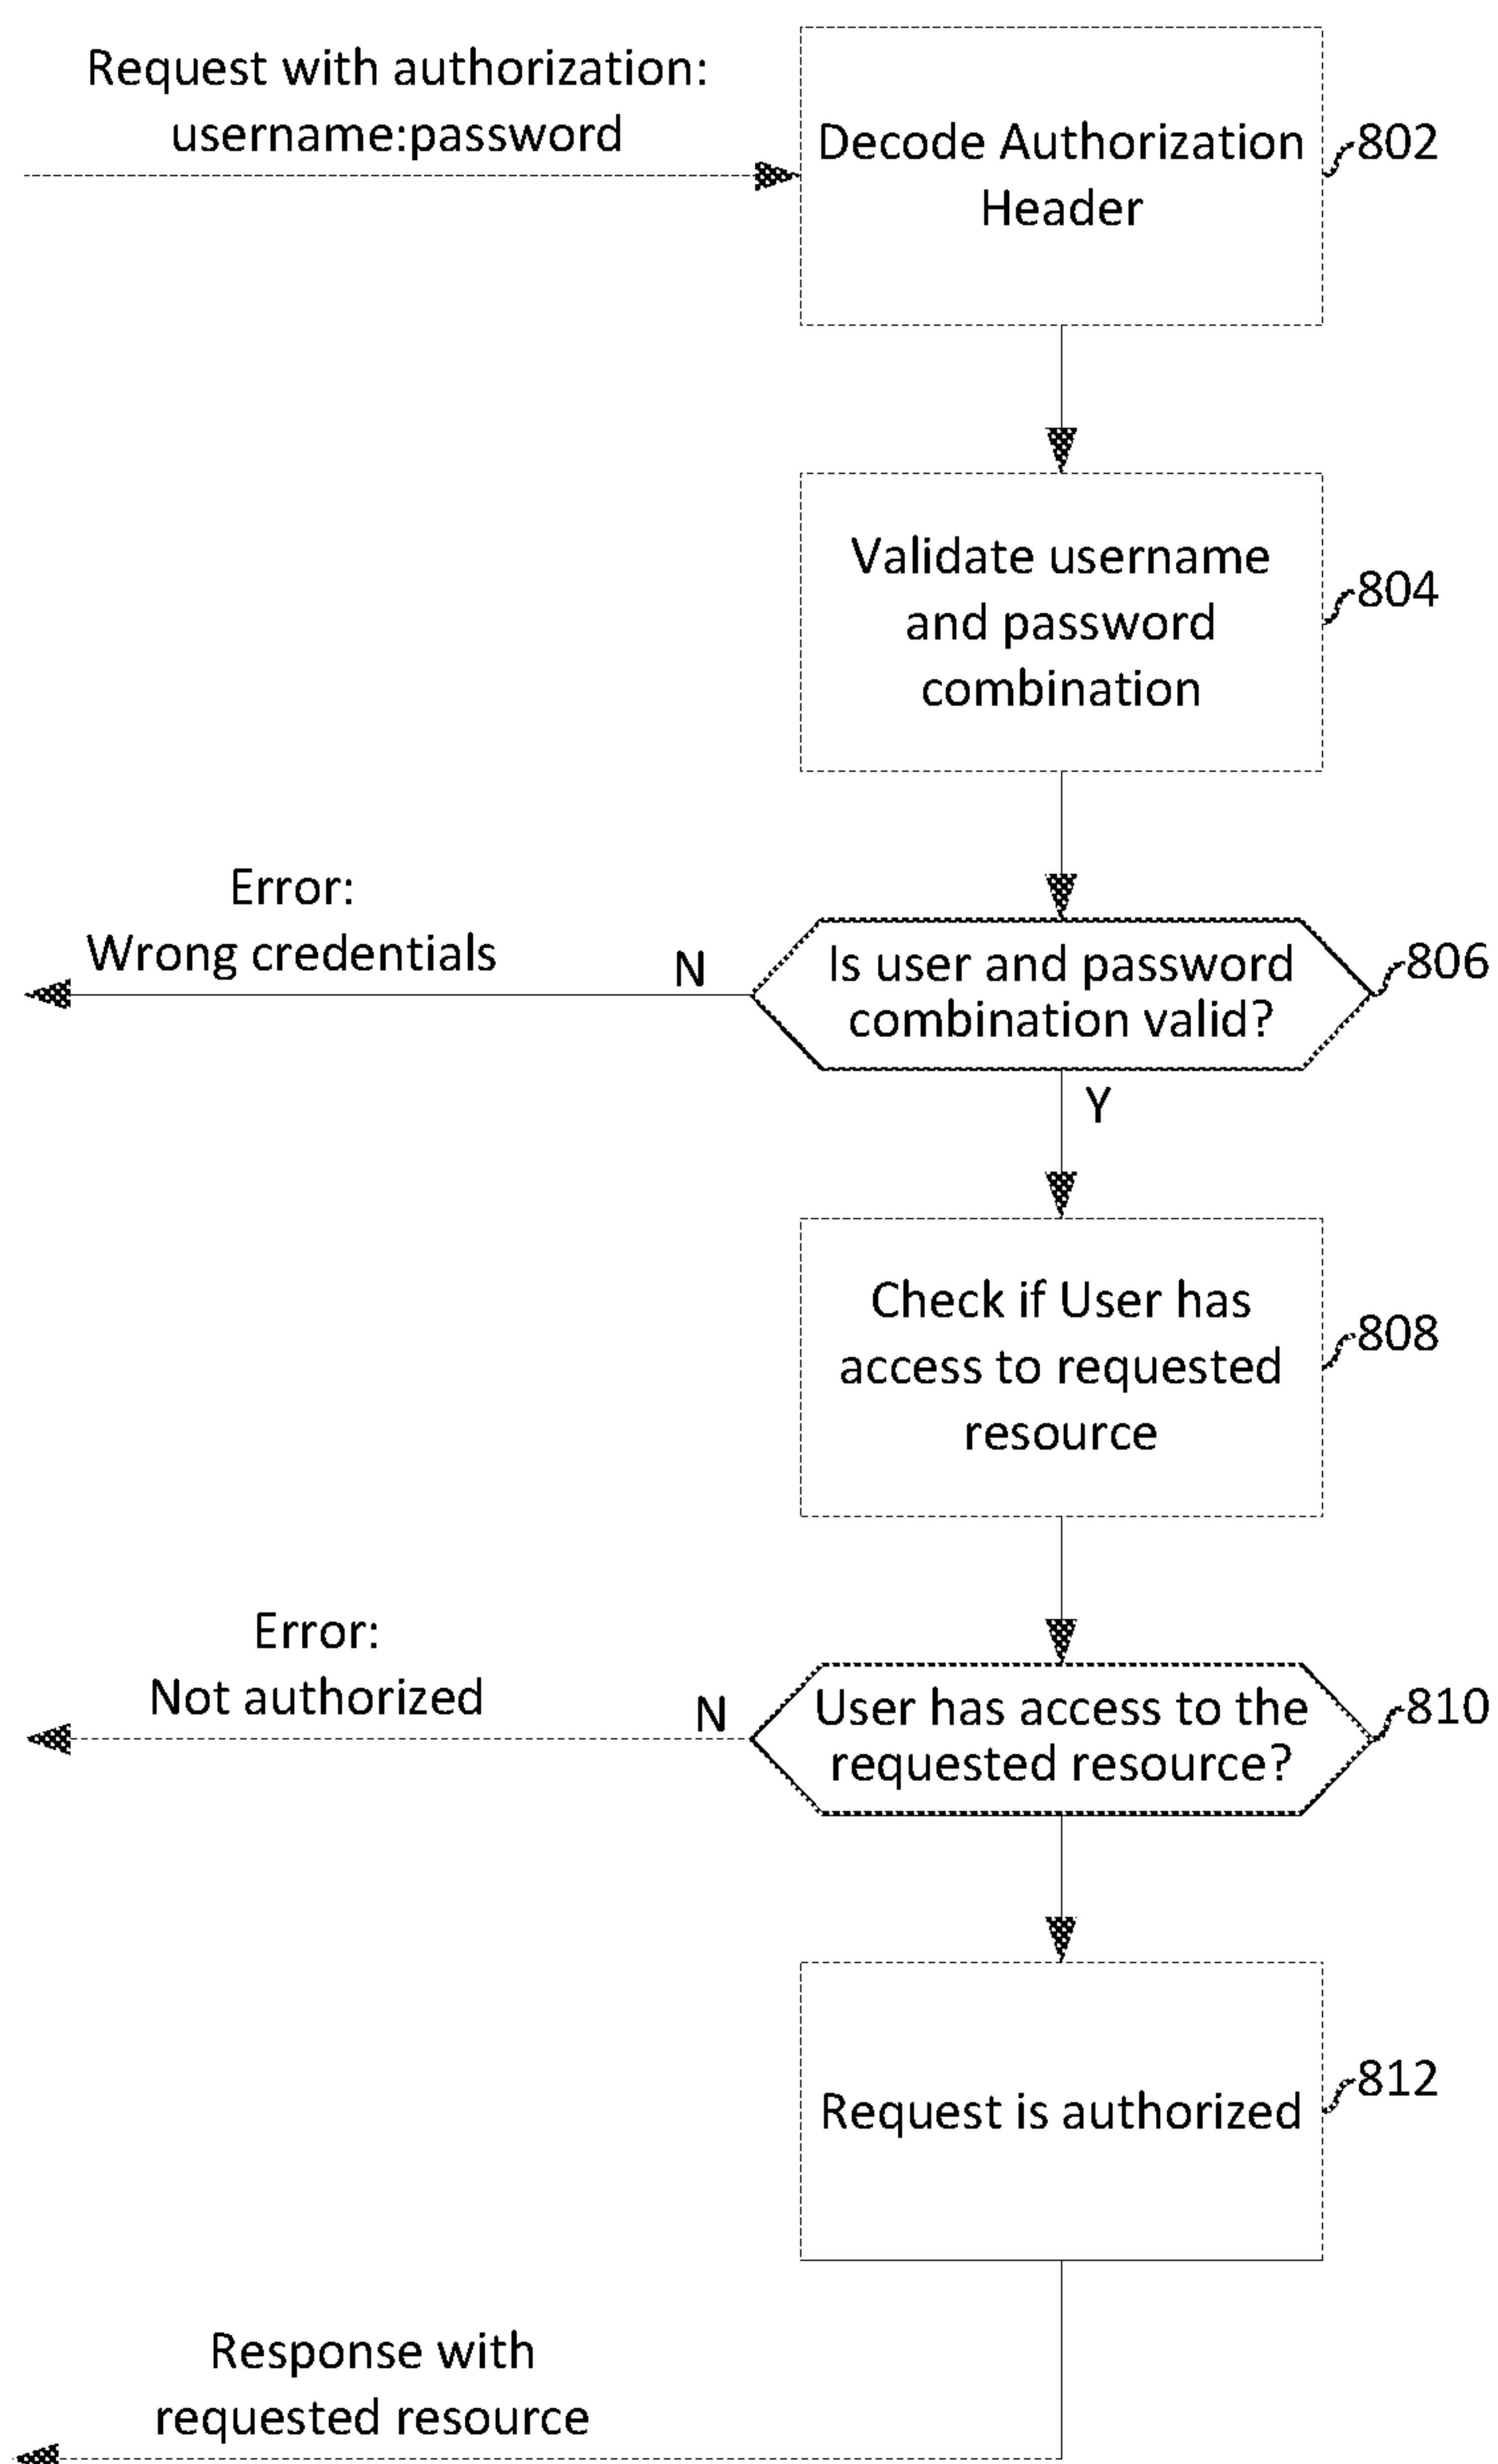 Request with authorization:
username:password
Decode Authorization
Header
802
Validate username
and password
combination
804
Error:
Wrong credentials
N
Is user and password
combination valid?
806
Y
Check if User has
access to requested
resource
808
Error:
Not authorized
N
User has access to the
requested resource?
810
Request is authorized
812
Response with
requested resource